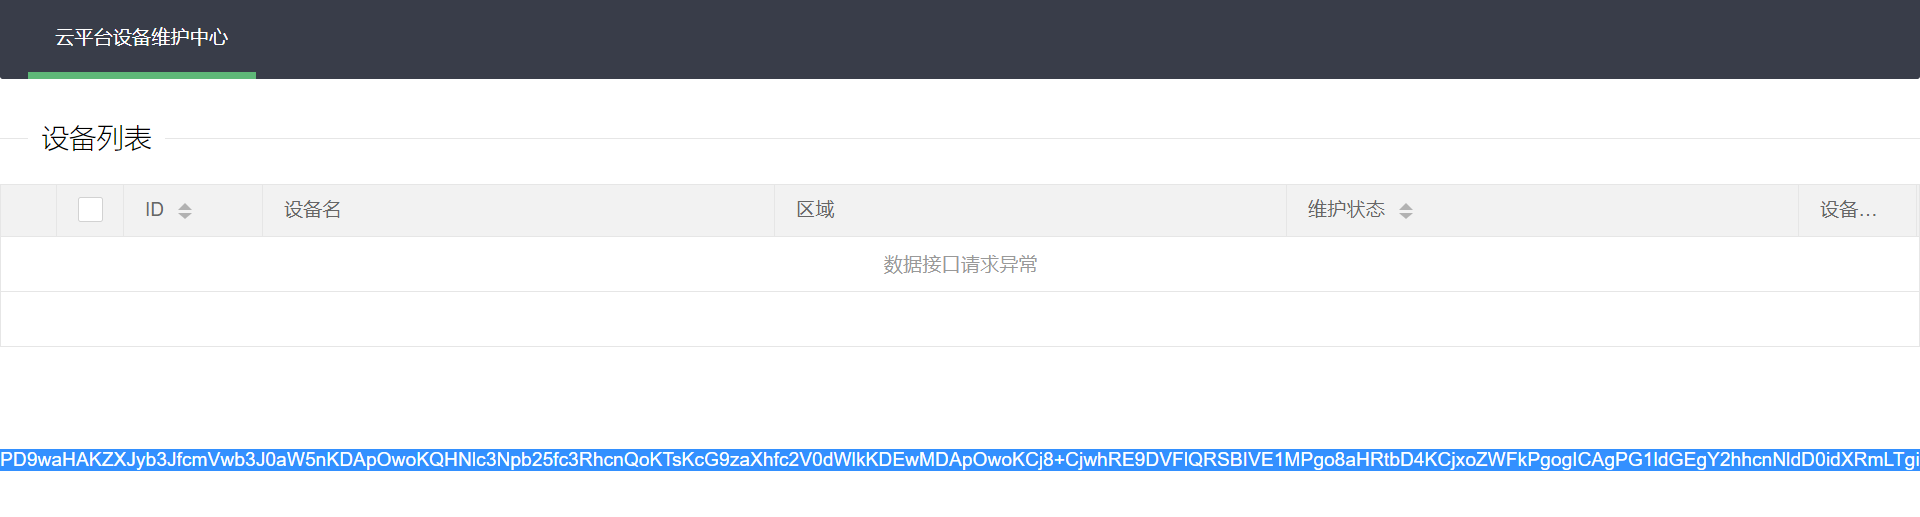 云平台设备维护中心
设备列表
ID 设备名 区域 维护状态 设备...
数据接口请求异常
PD9waHAKZXJyb3JfcmVwb3J0aW5nKDApOwoKQHNlc3Npb25fc3RhcnQoKTsKcG9zaXhfc2V0dWlkKDEwMDApOwoKCj8+CjwhRE9DVFlQRSBIVE1MPgo8aHRtbD4KCjxoZWFkPgogICAgPG1ldGEgY2hhcnNldD0idXRmLTgi